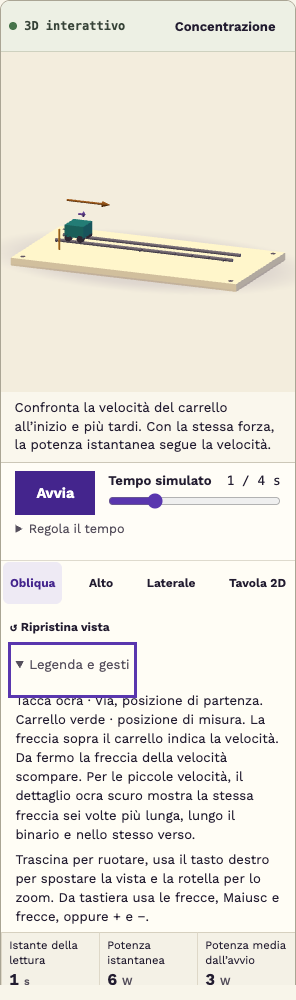 3D interattivo
Concentrazione
Confronta la velocità del carrello
all'inizio e più tardi. Con la stessa forza,
la potenza istantanea segue la velocità.
Avvia
Tempo simulato 1 / 4 s
▶ Regola il tempo
Obliqua Alto Laterale Tavola 2D
↺ Ripristina vista
▼ Legenda e gesti
Tacca ocra · via, posizione di partenza.
Carrello verde · posizione di misura. La
freccia sopra il carrello indica la velocità.
Da fermo la freccia della velocità
scompare. Per le piccole velocità, il
dettaglio ocra scuro mostra la stessa
freccia sei volte più lunga, lungo il
binario e nello stesso verso.
Trascina per ruotare, usa il tasto destro
per spostare la vista e la rotella per lo
zoom. Da tastiera usa le frecce, Maiusc e
frecce, oppure + e −.
Istante della
lettura
1 s
Potenza
istantanea
6 W
Potenza media
dall'avvio
3 W